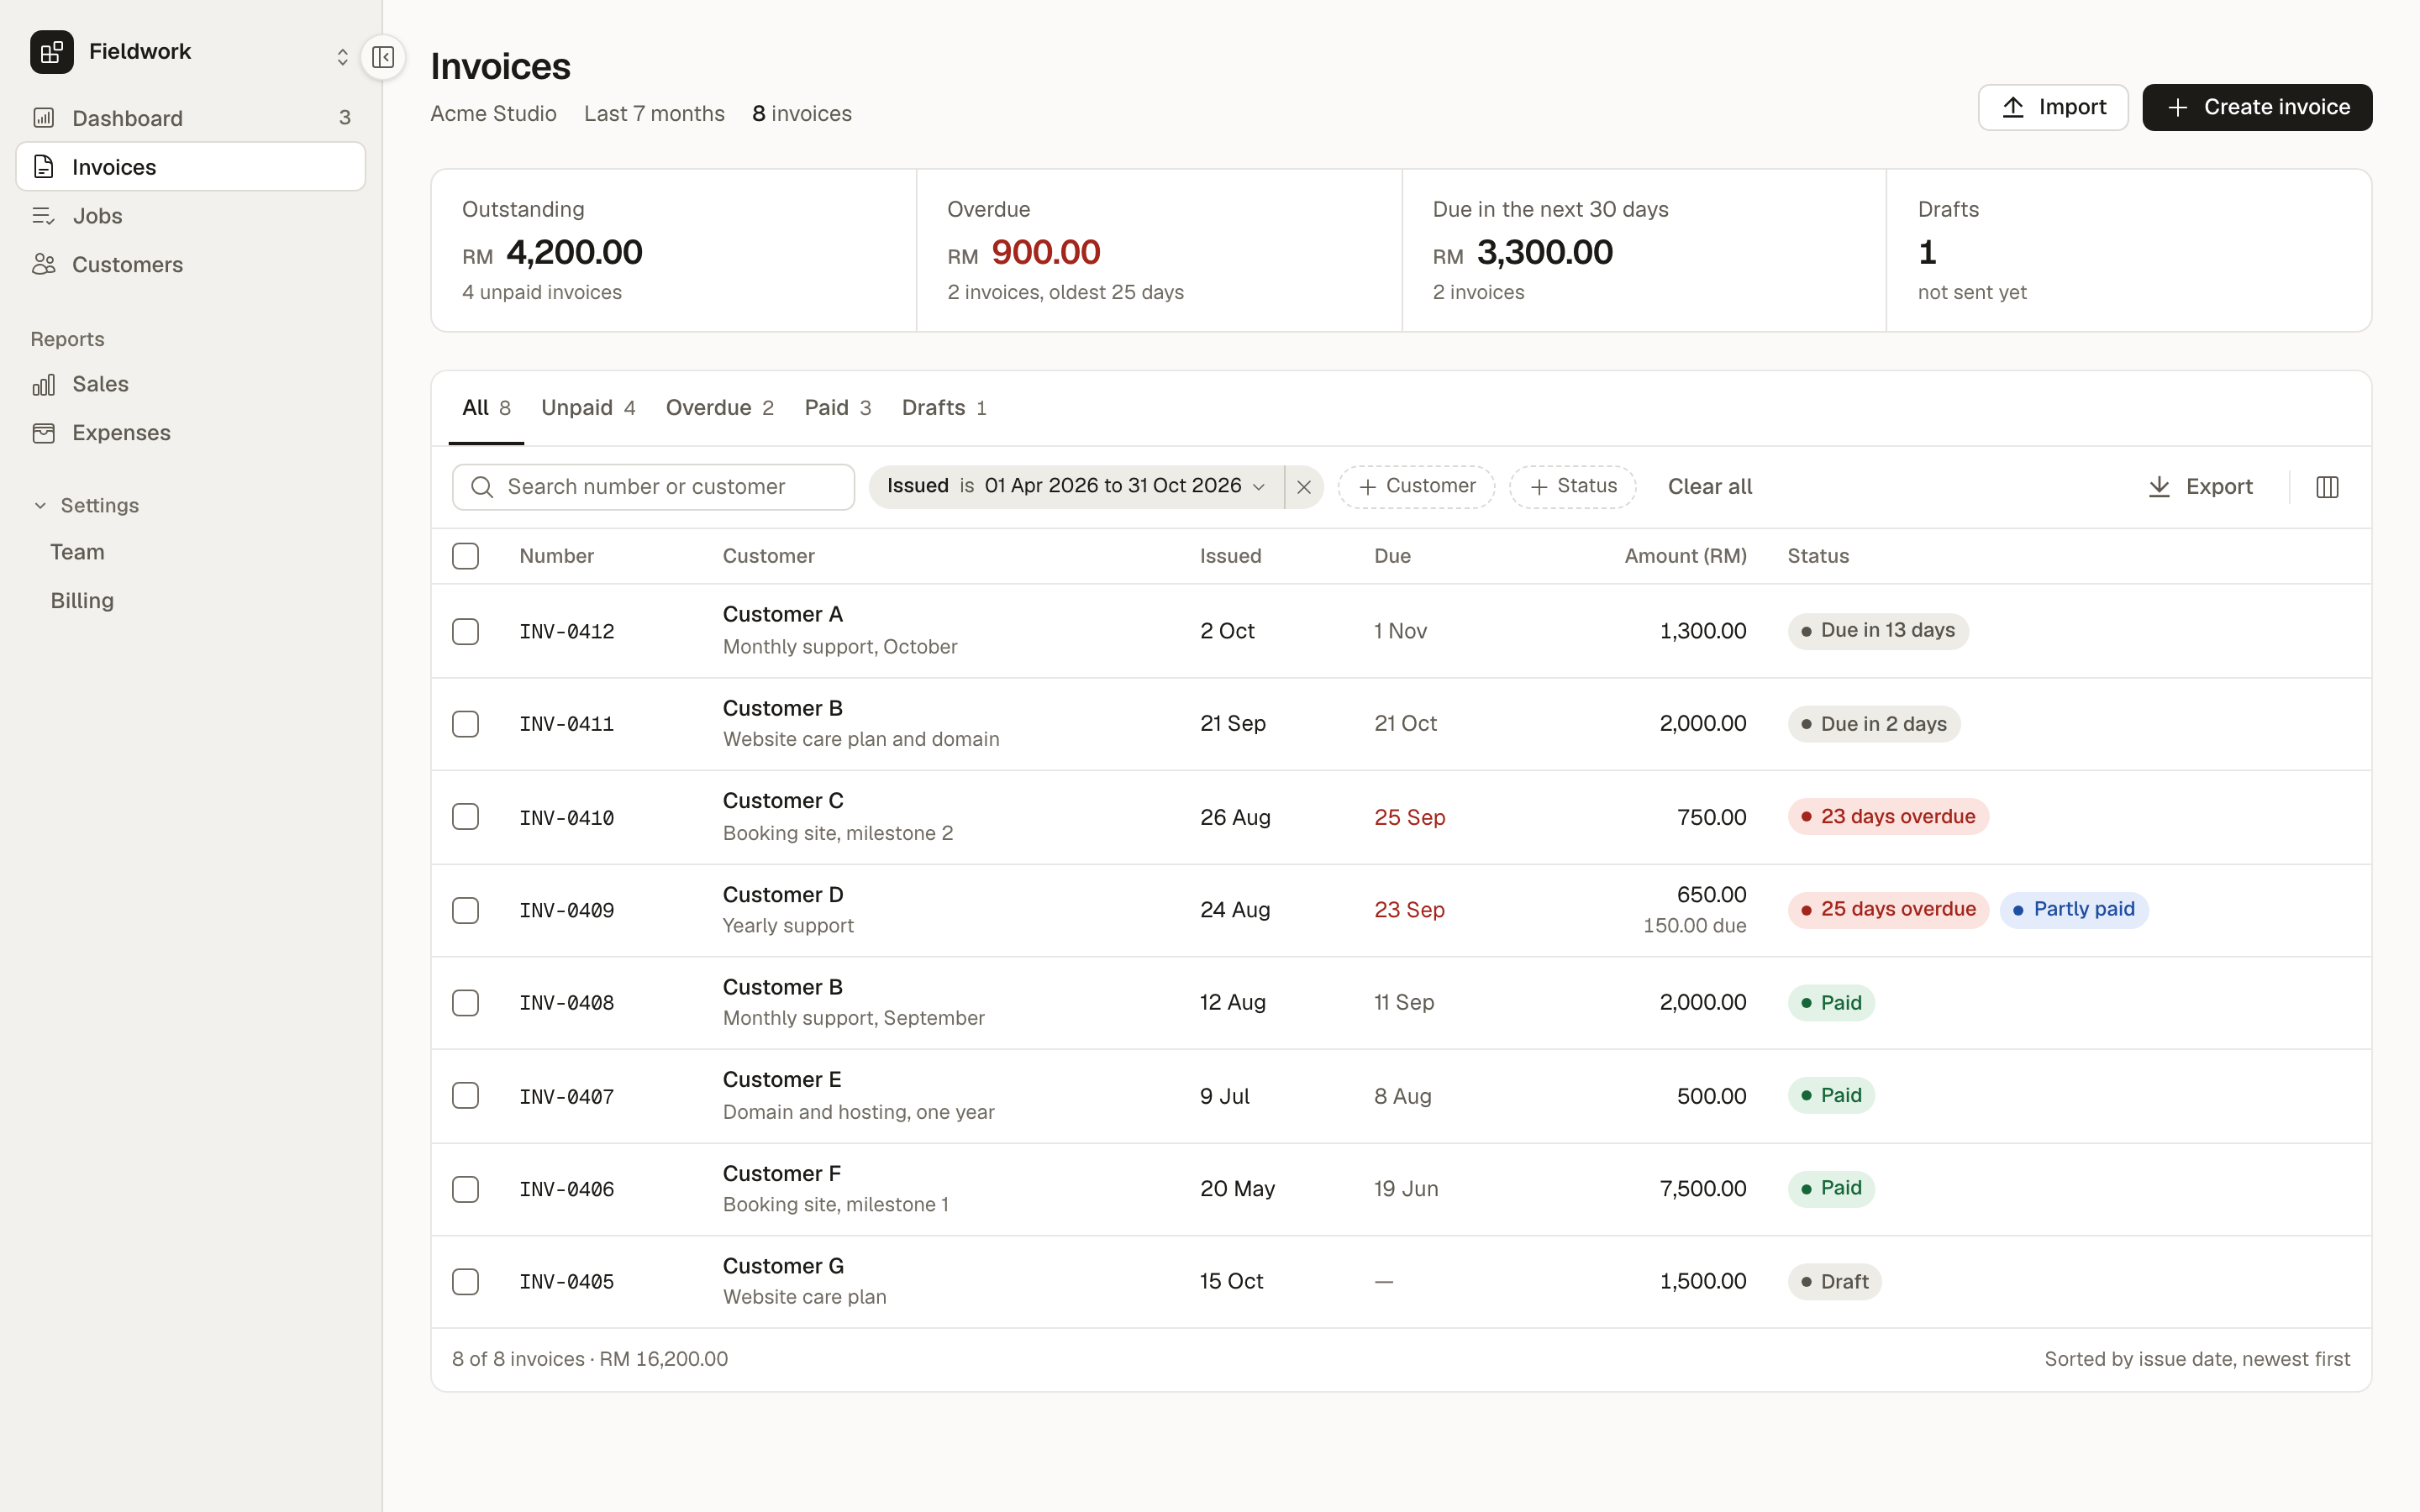 Fieldwork
Dashboard 3
Invoices
Jobs
Customers
Reports
Sales
Expenses
Settings
Team
Billing
Invoices
Acme Studio Last 7 months 8 invoices
Import
Create invoice
Outstanding
RM 4,200.00
4 unpaid invoices
Overdue
RM 900.00
2 invoices, oldest 25 days
Due in the next 30 days
RM 3,300.00
2 invoices
Drafts
1
not sent yet
All 8 Unpaid 4 Overdue 2 Paid 3 Drafts 1
Search number or customer
Issued is 01 Apr 2026 to 31 Oct 2026
Customer
Status
Clear all
Export
Number Customer Issued Due Amount (RM) Status
INV-0412 Customer A 2 Oct 1 Nov 1,300.00 Due in 13 days
Monthly support, October
INV-0411 Customer B 21 Sep 21 Oct 2,000.00 Due in 2 days
Website care plan and domain
INV-0410 Customer C 26 Aug 25 Sep 750.00 23 days overdue
Booking site, milestone 2
INV-0409 Customer D 24 Aug 23 Sep 650.00 25 days overdue Partly paid
Yearly support 150.00 due
INV-0408 Customer B 12 Aug 11 Sep 2,000.00 Paid
Monthly support, September
INV-0407 Customer E 9 Jul 8 Aug 500.00 Paid
Domain and hosting, one year
INV-0406 Customer F 20 May 19 Jun 7,500.00 Paid
Booking site, milestone 1
INV-0405 Customer G 15 Oct — 1,500.00 Draft
Website care plan
8 of 8 invoices · RM 16,200.00
Sorted by issue date, newest first